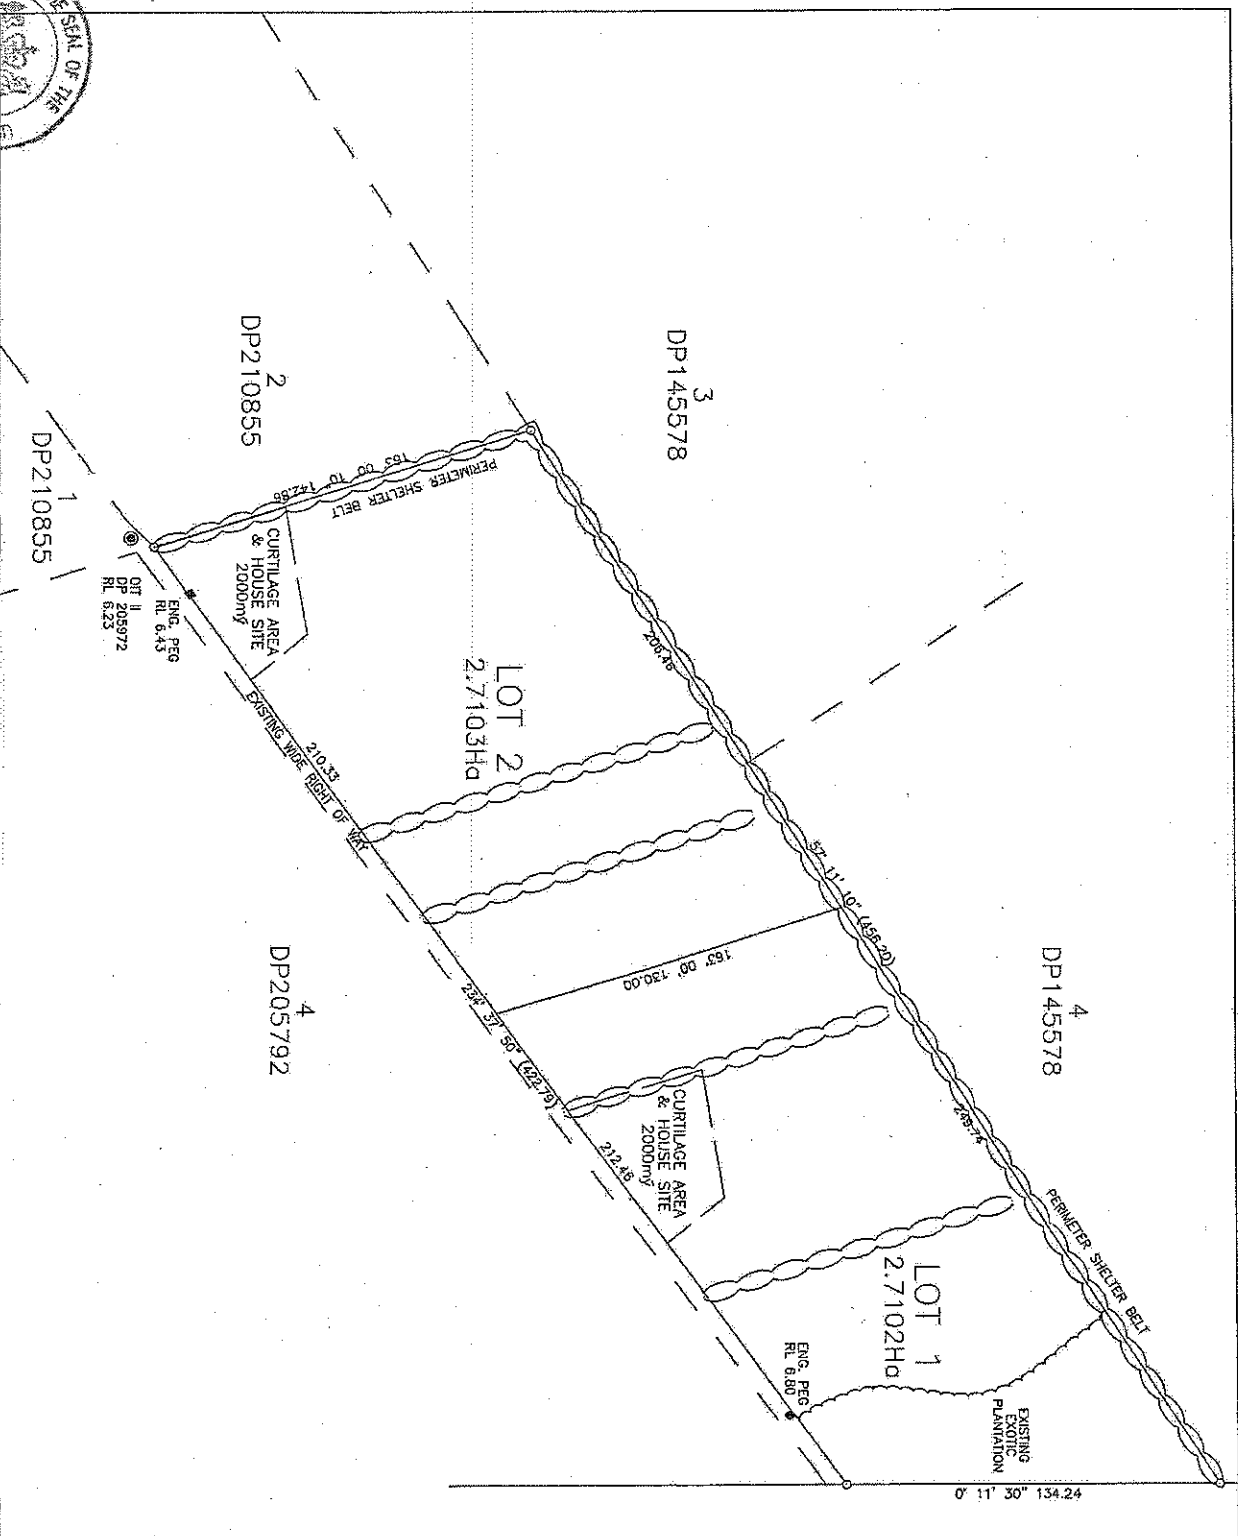 E SEAL OF THE
3
DP145578
2
DP210855
1
DP210855
163' 00' 10" 142.86
PERIMETER SHELTER BELT
CURTILAGE AREA
& HOUSE SITE
2000mý
ENG. PEG
RL 6.43
OIT II
DP 205972
RL 6.23
206.46
LOT 2
2.7103Ha
210.33
EXISTING WIDE RIGHT OF WAY
57' 11' 10" (456.20)
163' 00' 130.00
4
DP205792
234' 37' 50" (422.79)
4
DP145578
249.74
CURTILAGE AREA
& HOUSE SITE
2000mý
212.46
PERIMETER SHELTER BELT
LOT 1
2.7102Ha
ENG. PEG
RL 6.80
EXISTING
EXOTIC
PLANTATION
0' 11' 30" 134.24